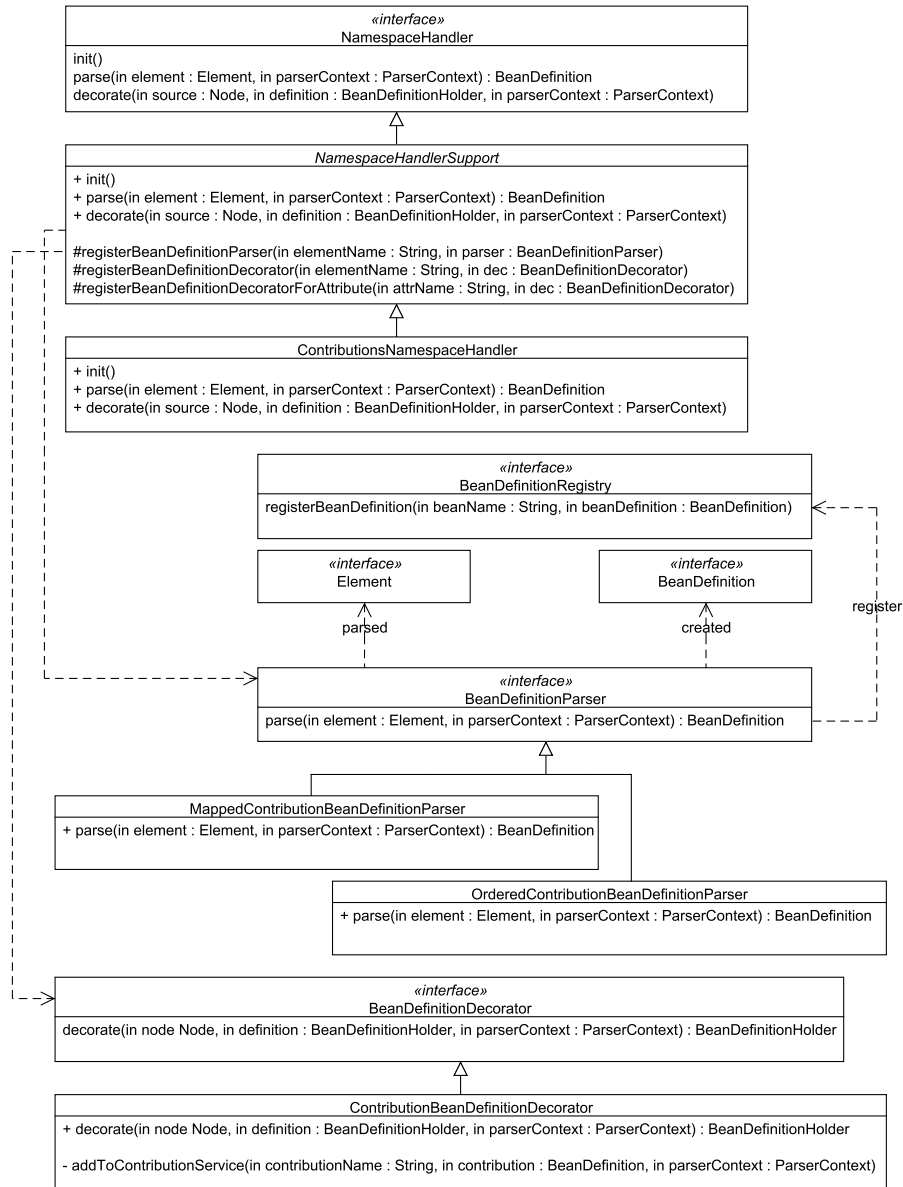 «interface»
NamespaceHandler
init()
parse(in element : Element, in parserContext : ParserContext) : BeanDefinition
decorate(in source : Node, in definition : BeanDefinitionHolder, in parserContext : ParserContext)
NamespaceHandlerSupport
+ init()
+ parse(in element : Element, in parserContext : ParserContext) : BeanDefinition
+ decorate(in source : Node, in definition : BeanDefinitionHolder, in parserContext : ParserContext)
#registerBeanDefinitionParser(in elementName : String, in parser : BeanDefinitionParser)
#registerBeanDefinitionDecorator(in elementName : String, in dec : BeanDefinitionDecorator)
#registerBeanDefinitionDecoratorForAttribute(in attrName : String, in dec : BeanDefinitionDecorator)
ContributionsNamespaceHandler
+ init()
+ parse(in element : Element, in parserContext : ParserContext) : BeanDefinition
+ decorate(in source : Node, in definition : BeanDefinitionHolder, in parserContext : ParserContext)
«interface»
BeanDefinitionRegistry
registerBeanDefinition(in beanName : String, in beanDefinition : BeanDefinition)
«interface»
Element
«interface»
BeanDefinition
register
parsed
created
«interface»
BeanDefinitionParser
parse(in element : Element, in parserContext : ParserContext) : BeanDefinition
MappedContributionBeanDefinitionParser
+ parse(in element : Element, in parserContext : ParserContext) : BeanDefinition
OrderedContributionBeanDefinitionParser
+ parse(in element : Element, in parserContext : ParserContext) : BeanDefinition
«interface»
BeanDefinitionDecorator
decorate(in node Node, in definition : BeanDefinitionHolder, in parserContext : ParserContext) : BeanDefinitionHolder
ContributionBeanDefinitionDecorator
+ decorate(in node Node, in definition : BeanDefinitionHolder, in parserContext : ParserContext) : BeanDefinitionHolder
- addToContributionService(in contributionName : String, in contribution : BeanDefinition, in parserContext : ParserContext)